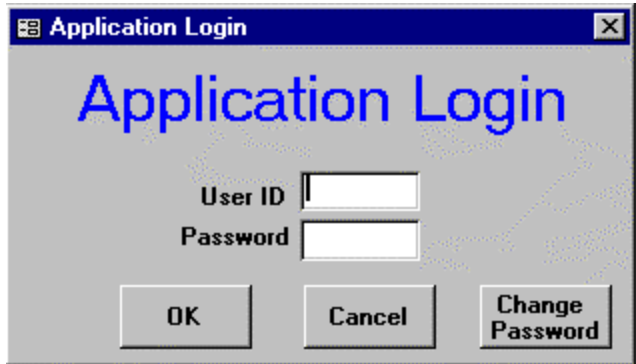 Application Login
Application Login
User ID
Password
OK
Cancel
Change
Password